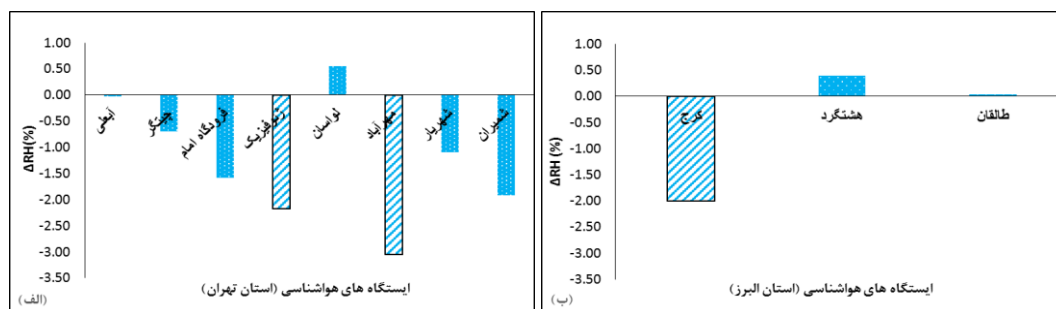 1.00
0.50
0.00
-0.50
-1.00
-1.50
-2.00
-2.50
-3.00
-3.50
ΔRH(%)
آبعلی
چیتگر
فرودگاه امام
ژئوفیزیک
لواسان
مهرآباد
شهریار
شمیران
ایستگاه های هواشناسی (استان تهران)
(الف)
1.00
0.50
0.00
-0.50
-1.00
-1.50
-2.00
-2.50
-3.00
-3.50
ΔRH (%)
کرج
هشتگرد
طالقان
ایستگاه های هواشناسی (استان البرز)
(ب)